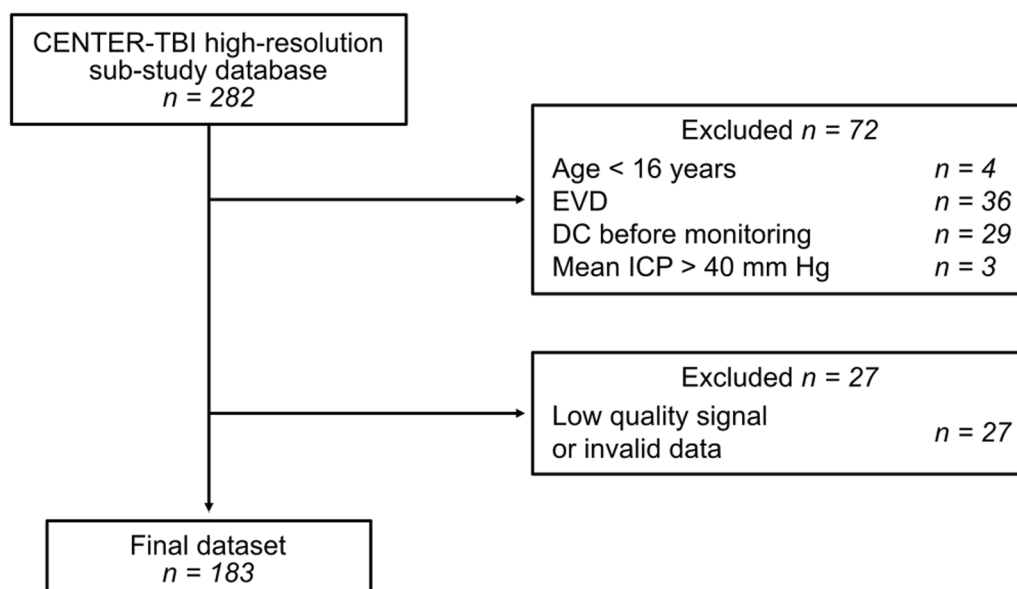 CENTER-TBI high-resolution
sub-study database
n = 282
Excluded n = 72
Age < 16 years n = 4
EVD n = 36
DC before monitoring n = 29
Mean ICP > 40 mm Hg n = 3
Excluded n = 27
Low quality signal
or invalid data n = 27
Final dataset
n = 183